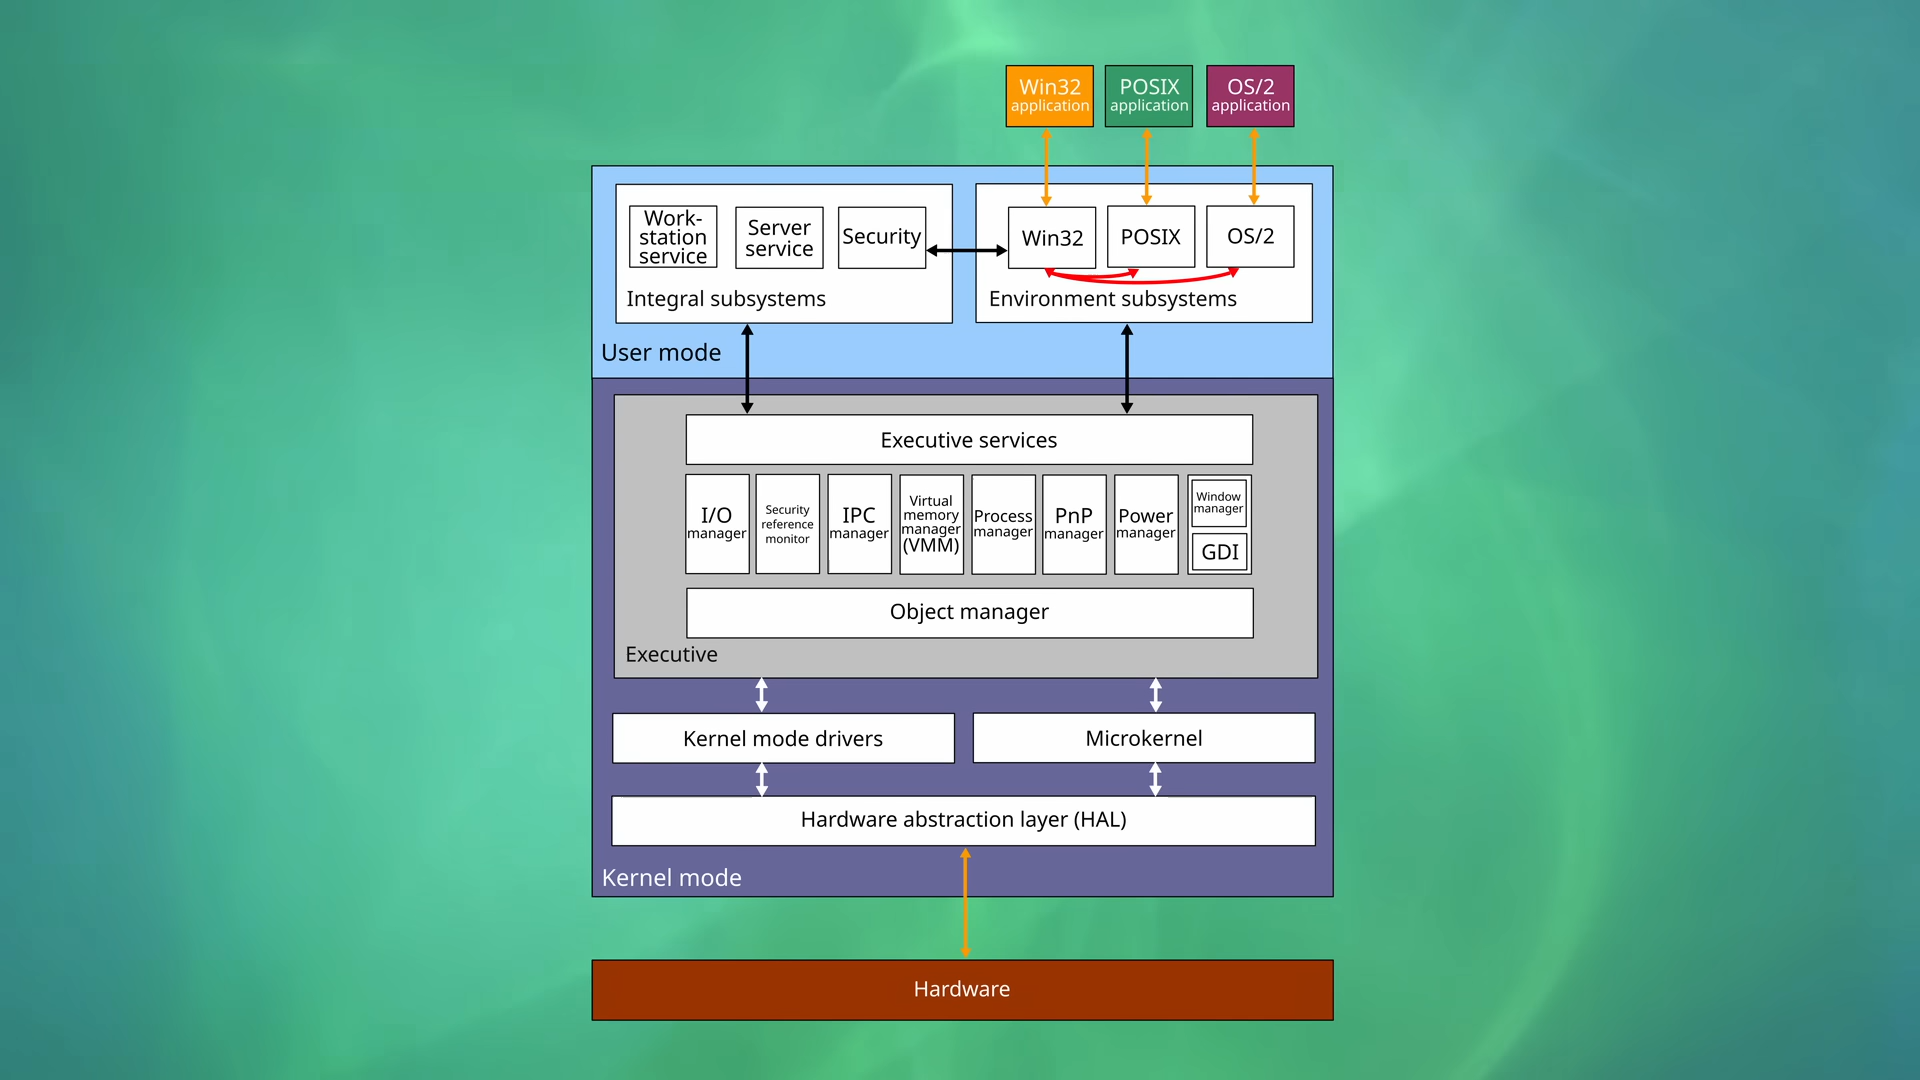 Win32
application
POSIX
application
OS/2
application
Work-
station
service
Server
service
Security
Integral subsystems
Win32
POSIX
OS/2
Environment subsystems
User mode
Executive services
I/O
manager
Security
reference
monitor
IPC
manager
Virtual
memory
manager
(VMM)
Process
manager
PnP
manager
Power
manager
Window
manager
GDI
Object manager
Executive
Kernel mode drivers
Microkernel
Hardware abstraction layer (HAL)
Kernel mode
Hardware